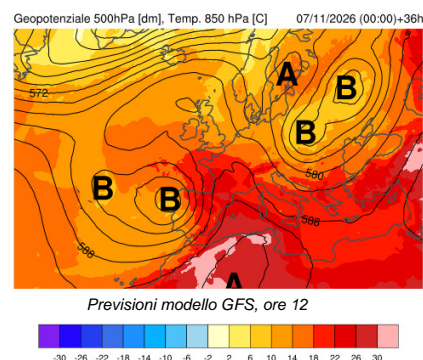 Geopotenziale 500hPa [dm], Temp. 850 hPa [C] 07/11/2026 (00:00)+36h
A
B
572
B
580
B
B
588
588
A
Previsioni modello GFS, ore 12
-30 -26 -22 -18 -14 -10 -6 -2 2 6 10 14 18 22 26 30